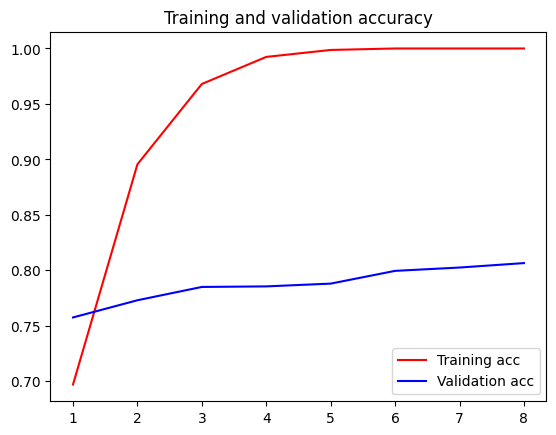 Training and validation accuracy
1.00
0.95
0.90
0.85
0.80
0.75
0.70
Training acc
Validation acc
1 2 3 4 5 6 7 8